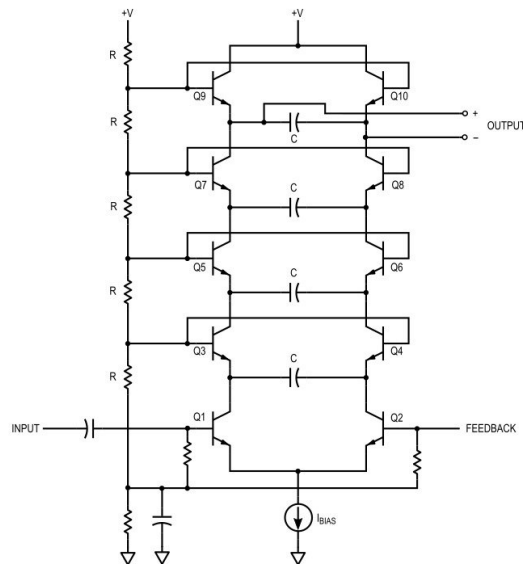 +V +V
R
Q9 Q10
+
OUTPUT
C
−
R
Q7 Q8
C
R
Q5 Q6
C
R
Q3 Q4
C
R
Q1 Q2
INPUT FEEDBACK
IBIAS